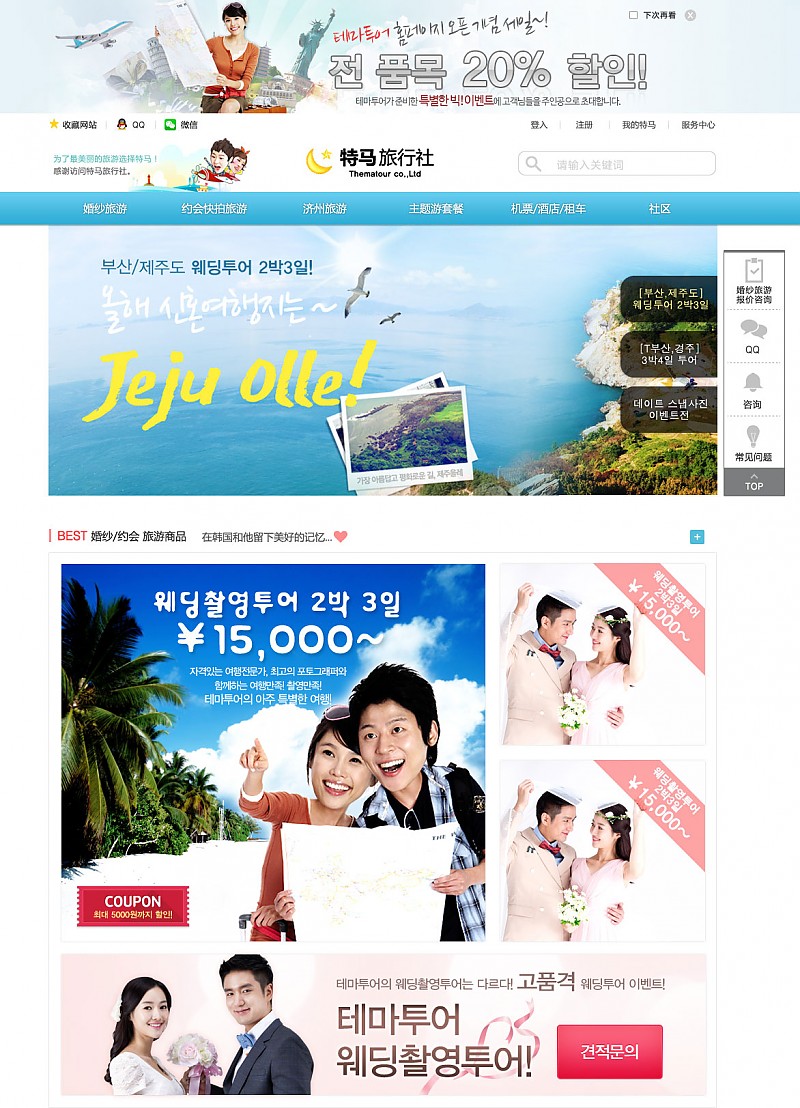 下次再看
테마투어 홈페이지 오픈 기념 세일~!
전 품목 20% 할인!
테마투어가 준비한 특별한 빅! 이벤트에 고객님들을 주인공으로 초대합니다.
收藏网站 QQ 微信 登入 注册 我的特马 服务中心
为了最美丽的旅游选择特马！
感谢访问特马旅行社。
特马旅行社
Thematour co.,Ltd
请输入关键词
婚纱旅游 约会快拍旅游 济州旅游 主题游套餐 机票/酒店/租车 社区
부산/제주도 웨딩투어 2박3일!
올해 신혼여행지는~
Jeju Olle!
가장 아름답고 평화로운 길, 제주올레
[부산,제주도]
웨딩투어 2박3일
[T부산,경주]
3박4일 투어
데이트 스냅사진
이벤트전
婚纱旅游
报价咨询
QQ
咨询
常见问题
TOP
BEST 婚纱/约会 旅游商品 在韩国和他留下美好的记忆...
웨딩촬영투어 2박 3일
￥15,000~
자격있는 여행전문가, 최고의 포토그래퍼와
함께하는 여행만족! 촬영만족!
테마투어의 아주 특별한 여행!
THE
COUPON
최대 5000원까지 할인!
웨딩촬영투어
2박3일
￥15,000~
웨딩촬영투어
2박3일
￥15,000~
테마투어의 웨딩촬영투어는 다르다! 고품격 웨딩투어 이벤트!
테마투어
웨딩촬영투어!
견적문의